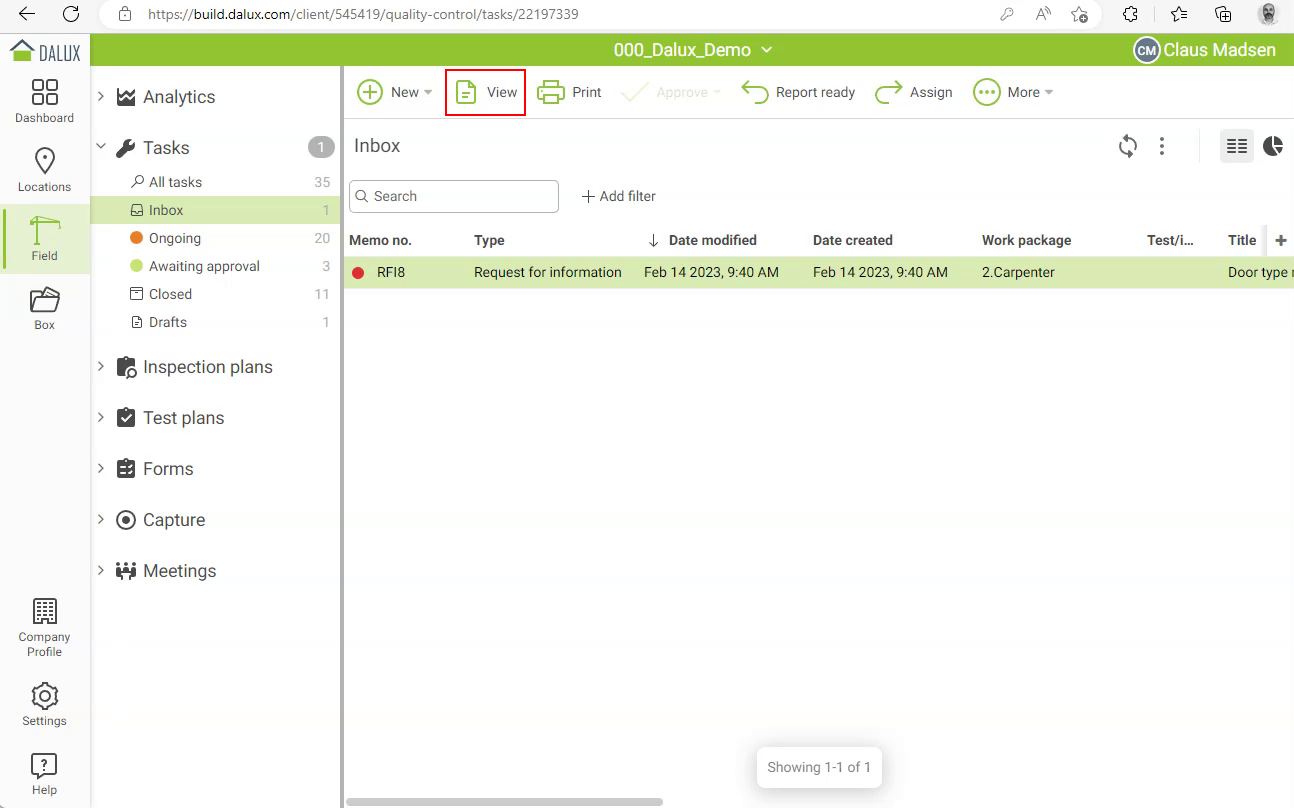 https://build.dalux.com/client/545419/quality-control/tasks/22197339
DALUX
000_Dalux_Demo
CM Claus Madsen
Dashboard
Locations
Field
Box
Company
Profile
Settings
Help
Analytics
Tasks 1
All tasks 35
Inbox 1
Ongoing 20
Awaiting approval 3
Closed 11
Drafts 1
Inspection plans
Test plans
Forms
Capture
Meetings
New View Print Approve Report ready Assign More
Inbox
Search Add filter
Memo no. Type Date modified Date created Work package Test/i... Title
RFI8 Request for information Feb 14 2023, 9:40 AM Feb 14 2023, 9:40 AM 2.Carpenter Door type
Showing 1-1 of 1